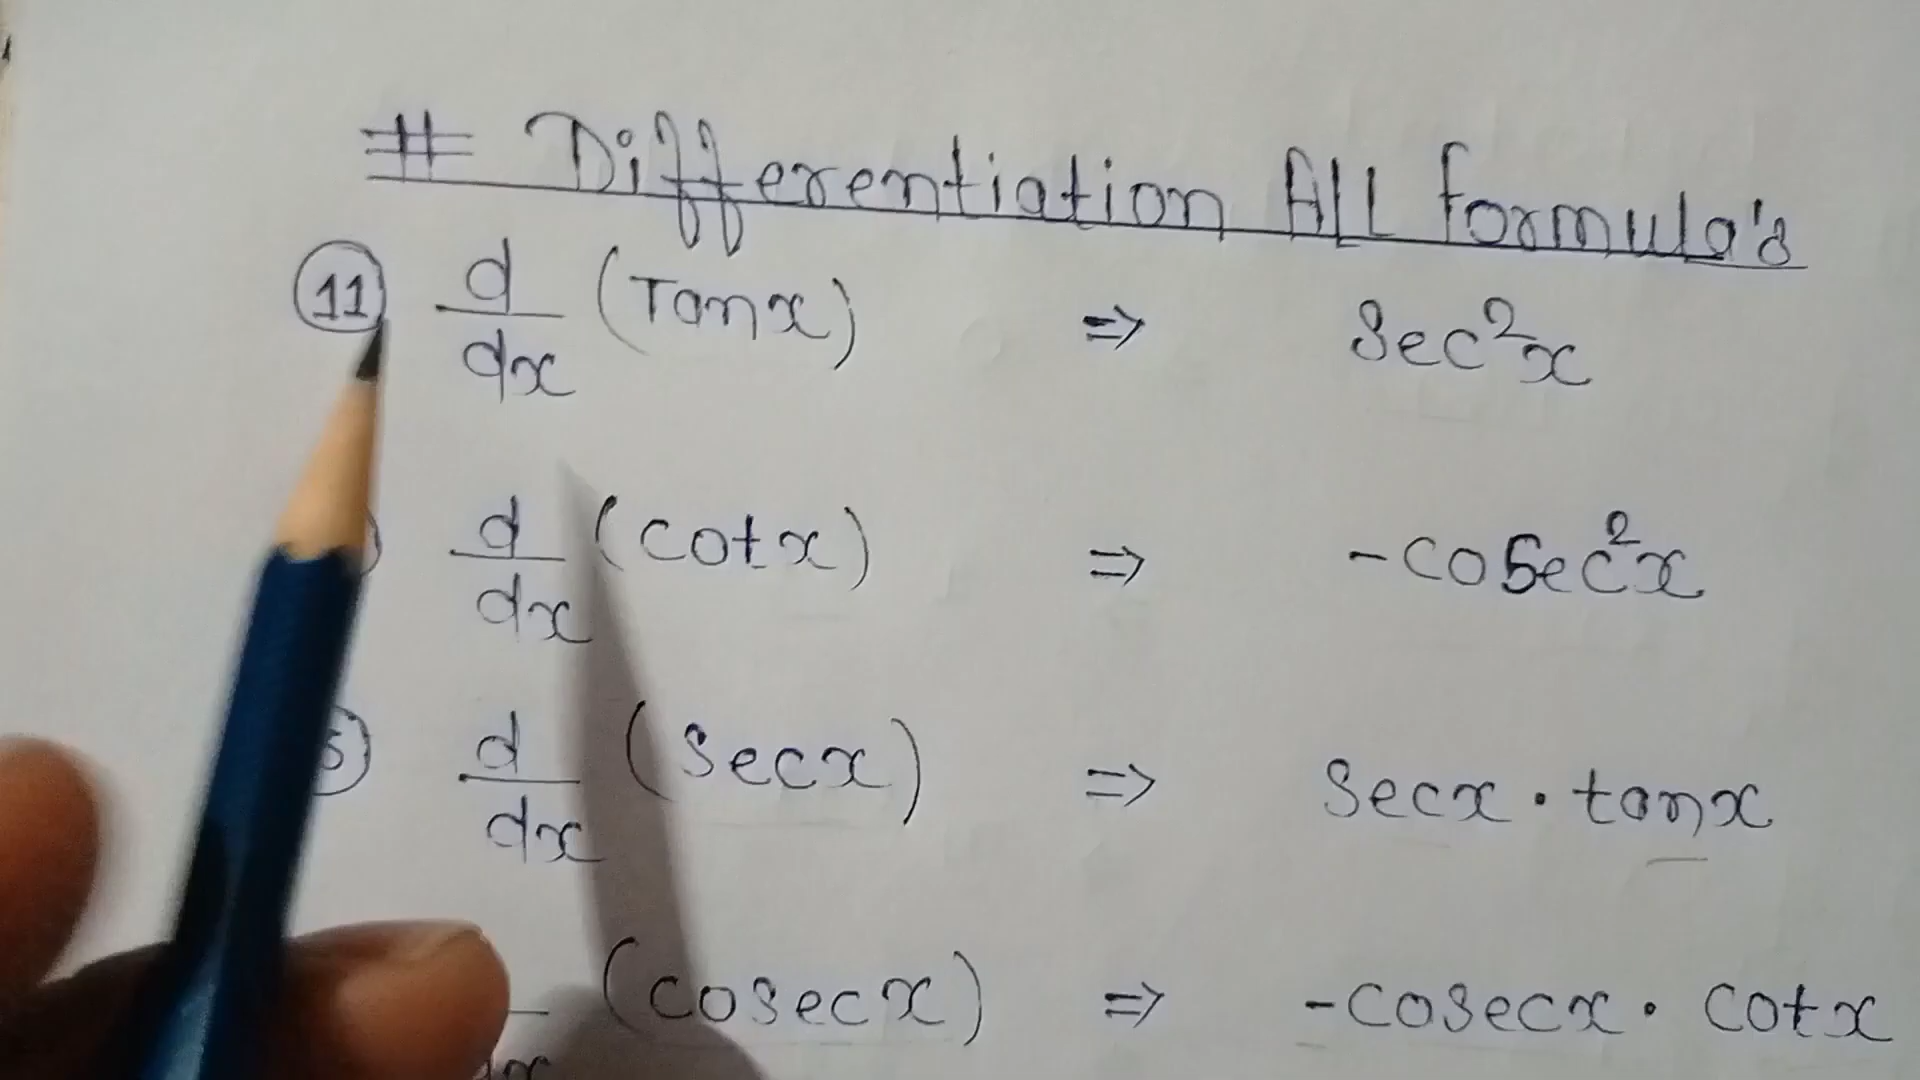 # Differentiation All formula's
11 d/dx (Tanx) => Sec²x
d/dx (cotx) => -cosec²x
d/dx (secx) => Secx . tanx
(cosecx) => -cosecx . cotx